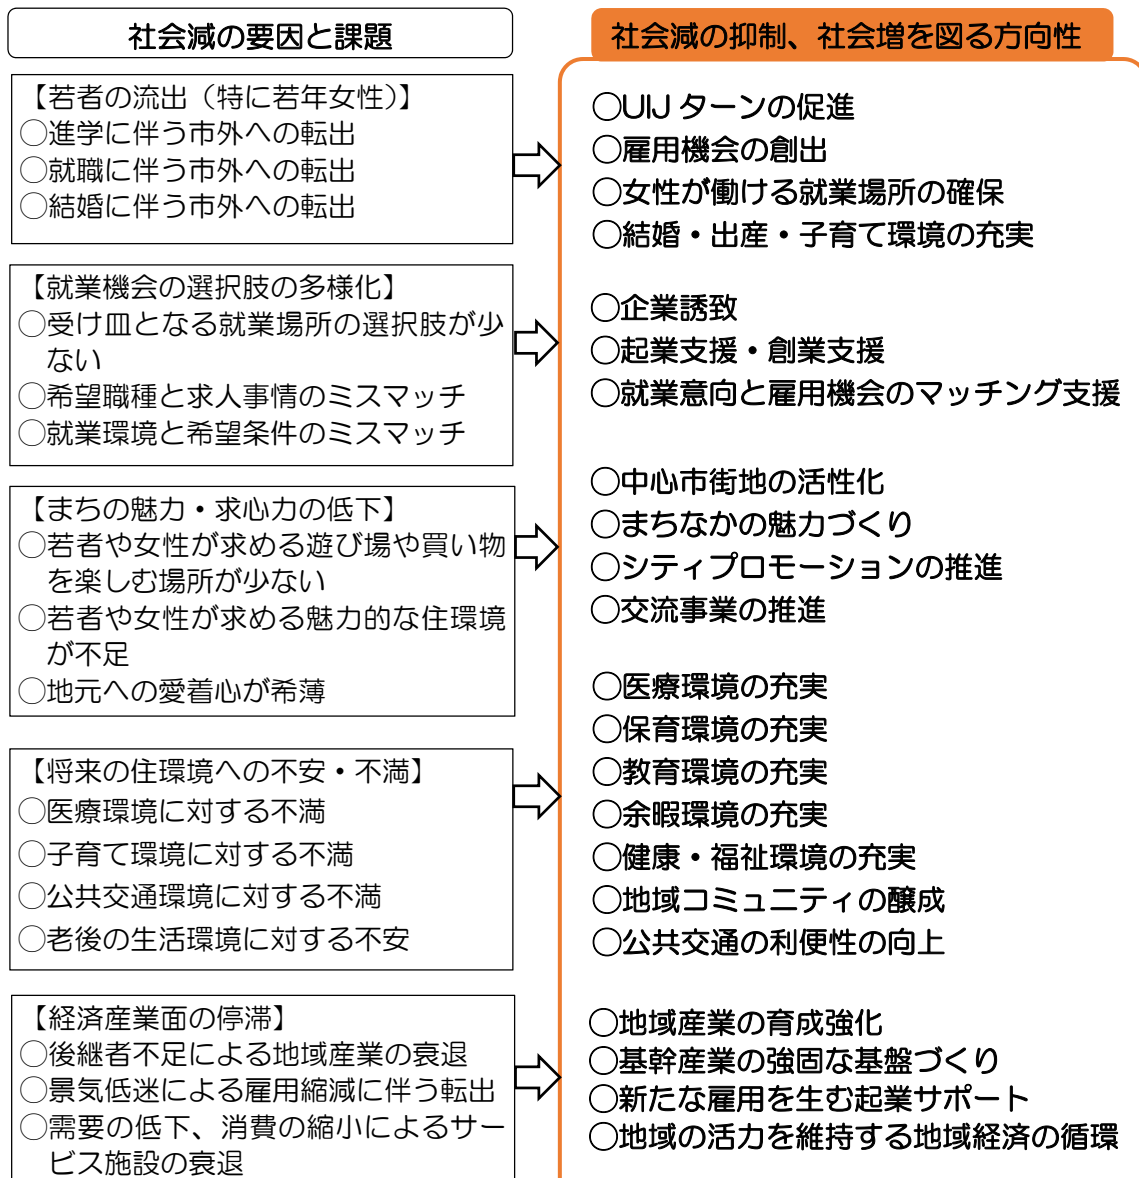 社会減の要因と課題
【若者の流出（特に若年女性）】
○進学に伴う市外への転出
○就職に伴う市外への転出
○結婚に伴う市外への転出
【就業機会の選択肢の多様化】
○受け皿となる就業場所の選択肢が少
ない
○希望職種と求人事情のミスマッチ
○就業環境と希望条件のミスマッチ
【まちの魅力・求心力の低下】
○若者や女性が求める遊び場や買い物
を楽しむ場所が少ない
○若者や女性が求める魅力的な住環境
が不足
○地元への愛着心が希薄
【将来の住環境への不安・不満】
○医療環境に対する不満
○子育て環境に対する不満
○公共交通環境に対する不満
○老後の生活環境に対する不安
【経済産業面の停滞】
○後継者不足による地域産業の衰退
○景気低迷による雇用縮減に伴う転出
○需要の低下、消費の縮小によるサー
ビス施設の衰退
社会減の抑制、社会増を図る方向性
○UIJ ターンの促進
○雇用機会の創出
○女性が働ける就業場所の確保
○結婚・出産・子育て環境の充実
○企業誘致
○起業支援・創業支援
○就業意向と雇用機会のマッチング支援
○中心市街地の活性化
○まちなかの魅力づくり
○シティプロモーションの推進
○交流事業の推進
○医療環境の充実
○保育環境の充実
○教育環境の充実
○余暇環境の充実
○健康・福祉環境の充実
○地域コミュニティの醸成
○公共交通の利便性の向上
○地域産業の育成強化
○基幹産業の強固な基盤づくり
○新たな雇用を生む起業サポート
○地域の活力を維持する地域経済の循環